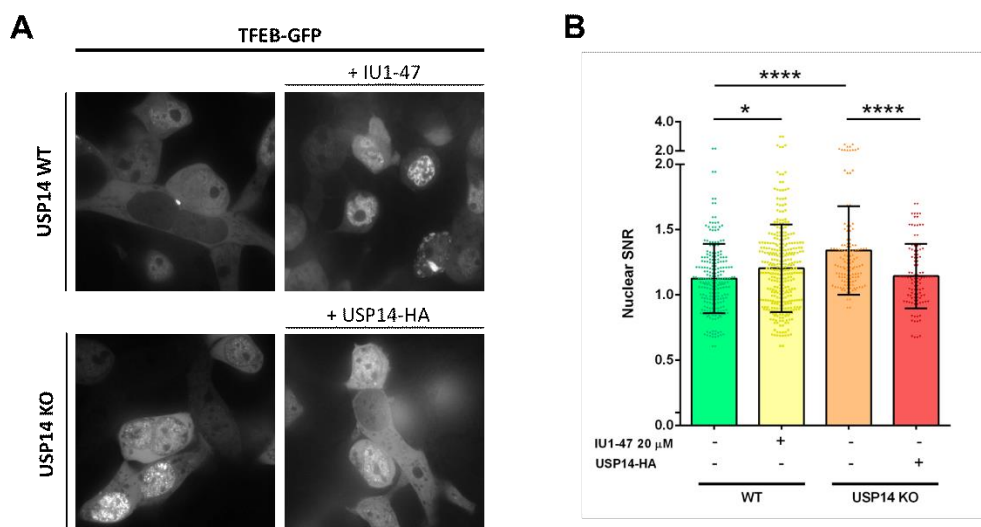 A
TFEB-GFP
+ IU1-47
USP14 WT
+ USP14-HA
USP14 KO
B
****
* ****
4.0
2.0
2.0
1.5
1.0
0.5
0.0
Nuclear SNR
IU1-47 20 μM - + - -
USP14-HA - - - +
WT USP14 KO